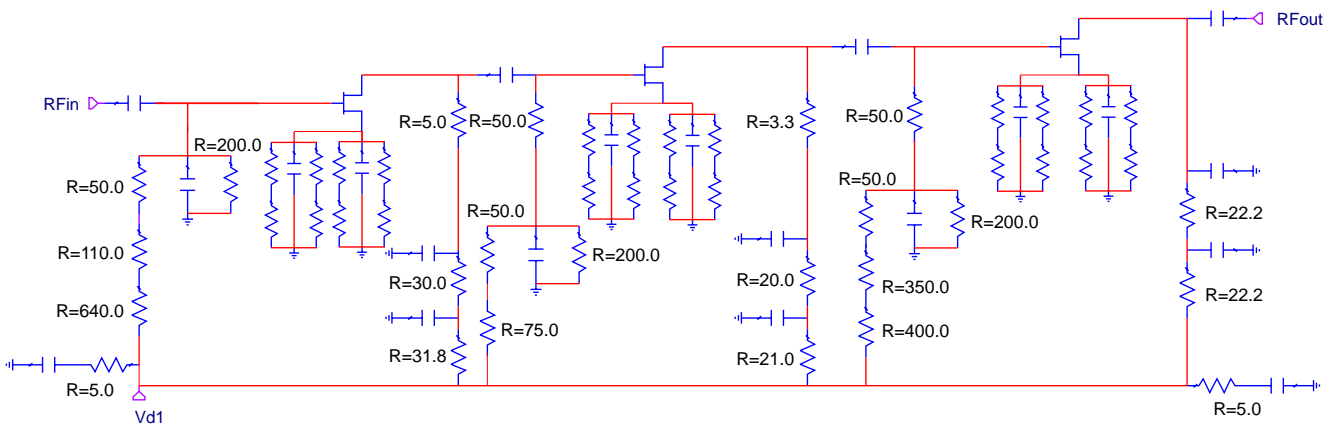 RFout
RFin
R=200.0
R=5.0
R=50.0
R=3.3
R=50.0
R=50.0
R=50.0
R=50.0
R=200.0
R=22.2
R=110.0
R=200.0
R=30.0
R=20.0
R=350.0
R=22.2
R=640.0
R=75.0
R=400.0
R=31.8
R=21.0
R=5.0
R=5.0
Vd1